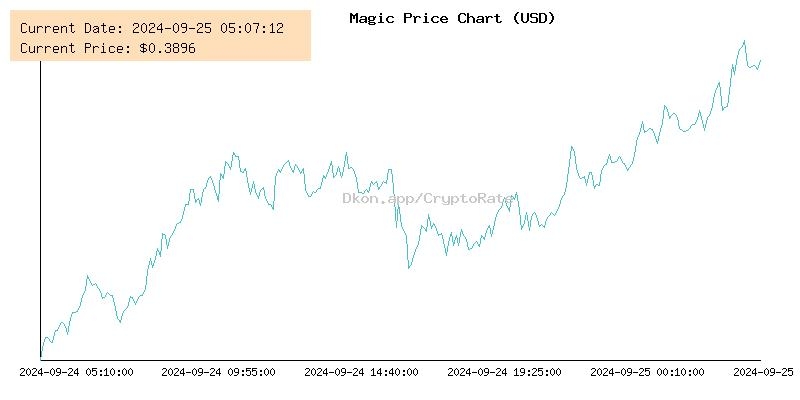 Magic Price Chart (USD)
Current Date: 2024-09-25 05:07:12
Current Price: $0.3896
Dkon.app/CryptoRate
2024-09-24 05:10:00 2024-09-24 09:55:00 2024-09-24 14:40:00 2024-09-24 19:25:00 2024-09-25 00:10:00 2024-09-25